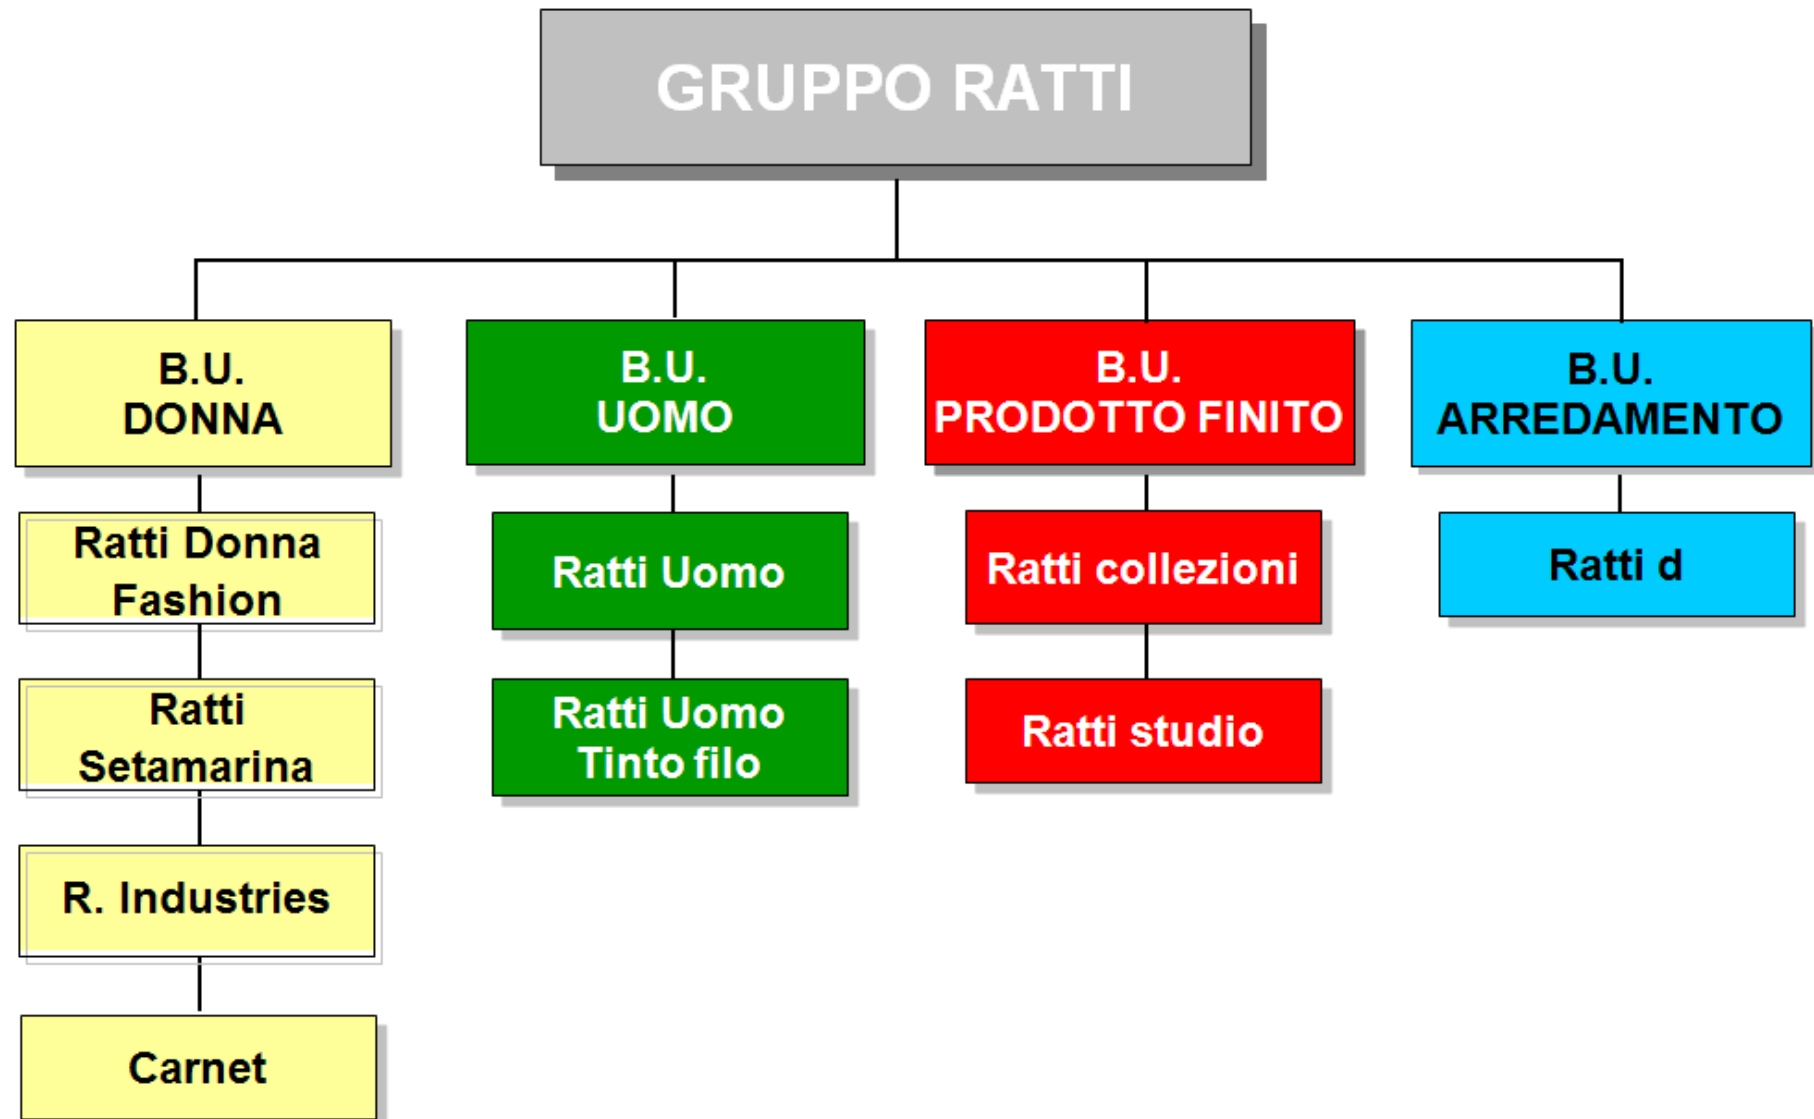 GRUPPO RATTI
B.U.
DONNA
B.U.
UOMO
B.U.
PRODOTTO FINITO
B.U.
ARREDAMENTO
Ratti Donna
Fashion
Ratti
Setamarina
R. Industries
Carnet
Ratti Uomo
Ratti Uomo
Tinto filo
Ratti collezioni
Ratti studio
Ratti d